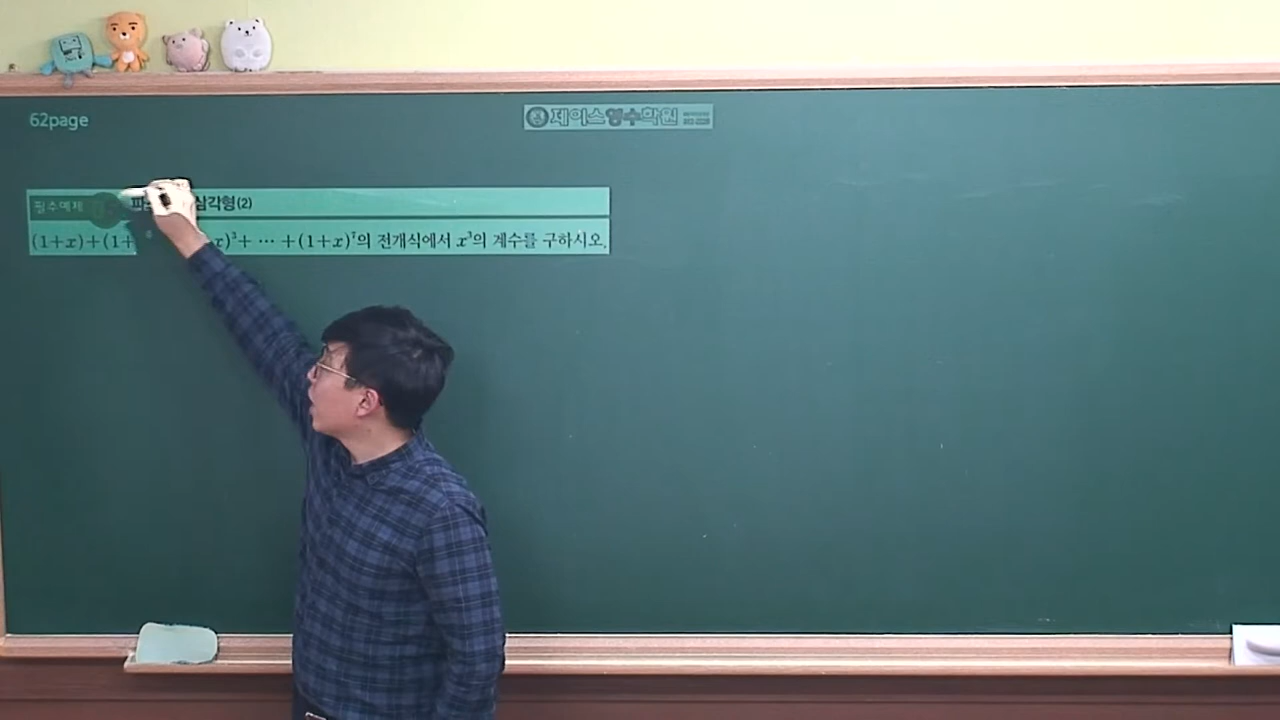 62page
제이스영수학원
필수예제 삼각형(2)
(1+x)+(1+ x)³+ ⋯ +(1+x)⁷의 전개식에서 x³의 계수를 구하시오.